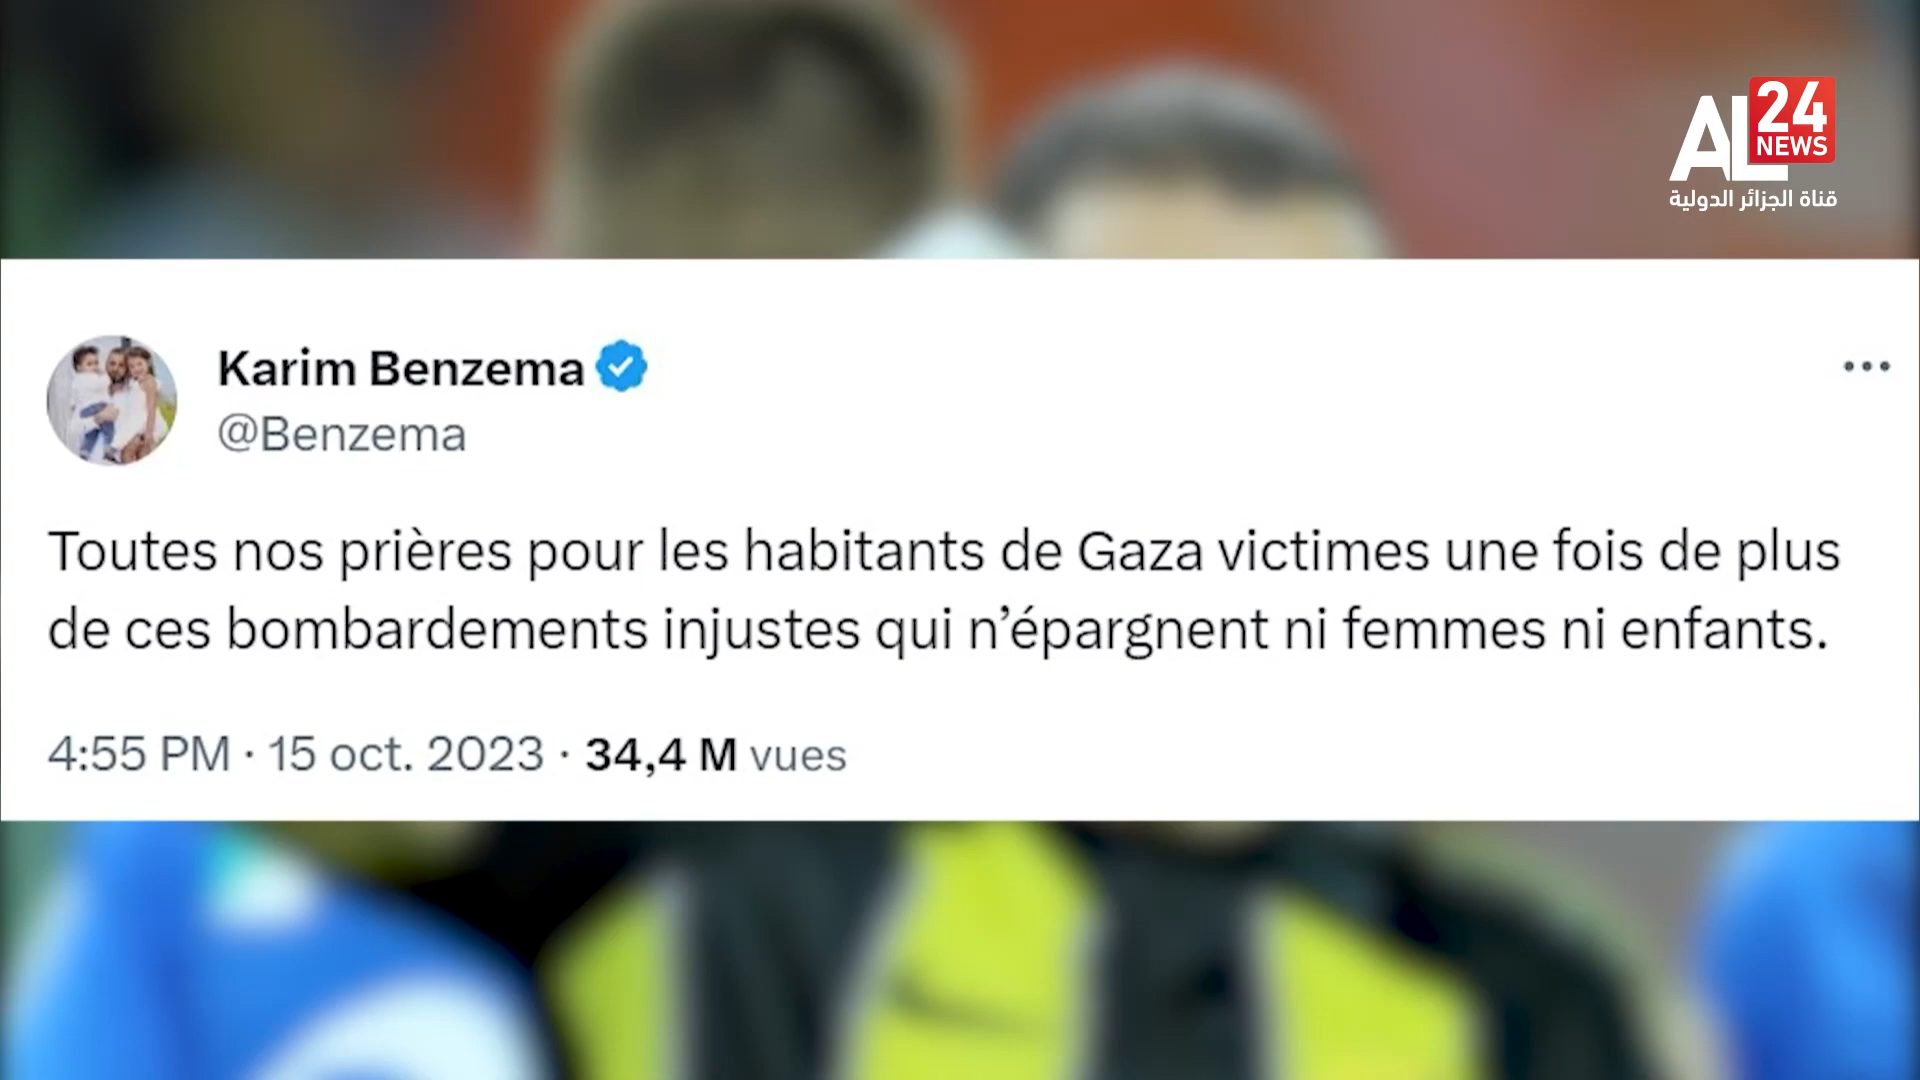 AL
24
NEWS
قناة الجزائر الدولية
Karim Benzema
@Benzema
Toutes nos prières pour les habitants de Gaza victimes une fois de plus
de ces bombardements injustes qui n’épargnent ni femmes ni enfants.
4:55 PM · 15 oct. 2023 · 34,4 M vues